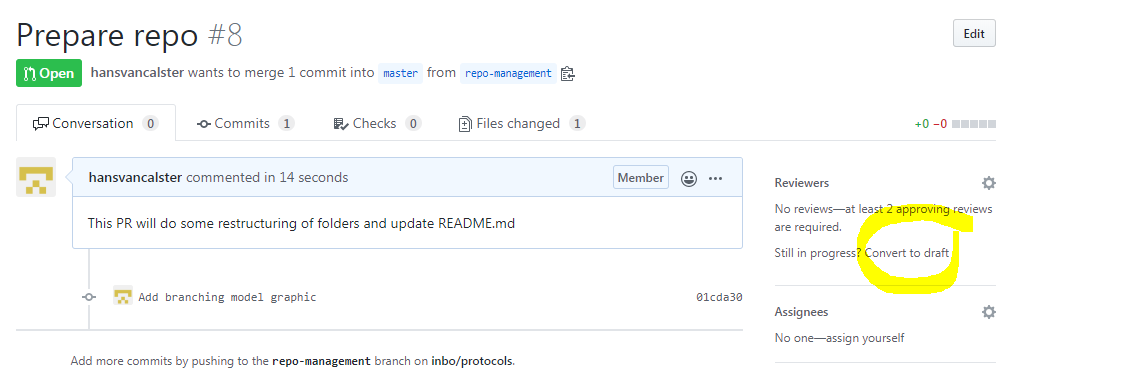 Prepare repo #8
Edit
Open
hansvancalster wants to merge 1 commit into master from repo-management
Conversation 0
Commits 1
Checks 0
Files changed 1
+0 −0
hansvancalster commented in 14 seconds
Member
This PR will do some restructuring of folders and update README.md
Add branching model graphic
01cda30
Add more commits by pushing to the repo-management branch on inbo/protocols.
Reviewers
No reviews—at least 2 approving reviews
are required.
Still in progress? Convert to draft
Assignees
No one—assign yourself